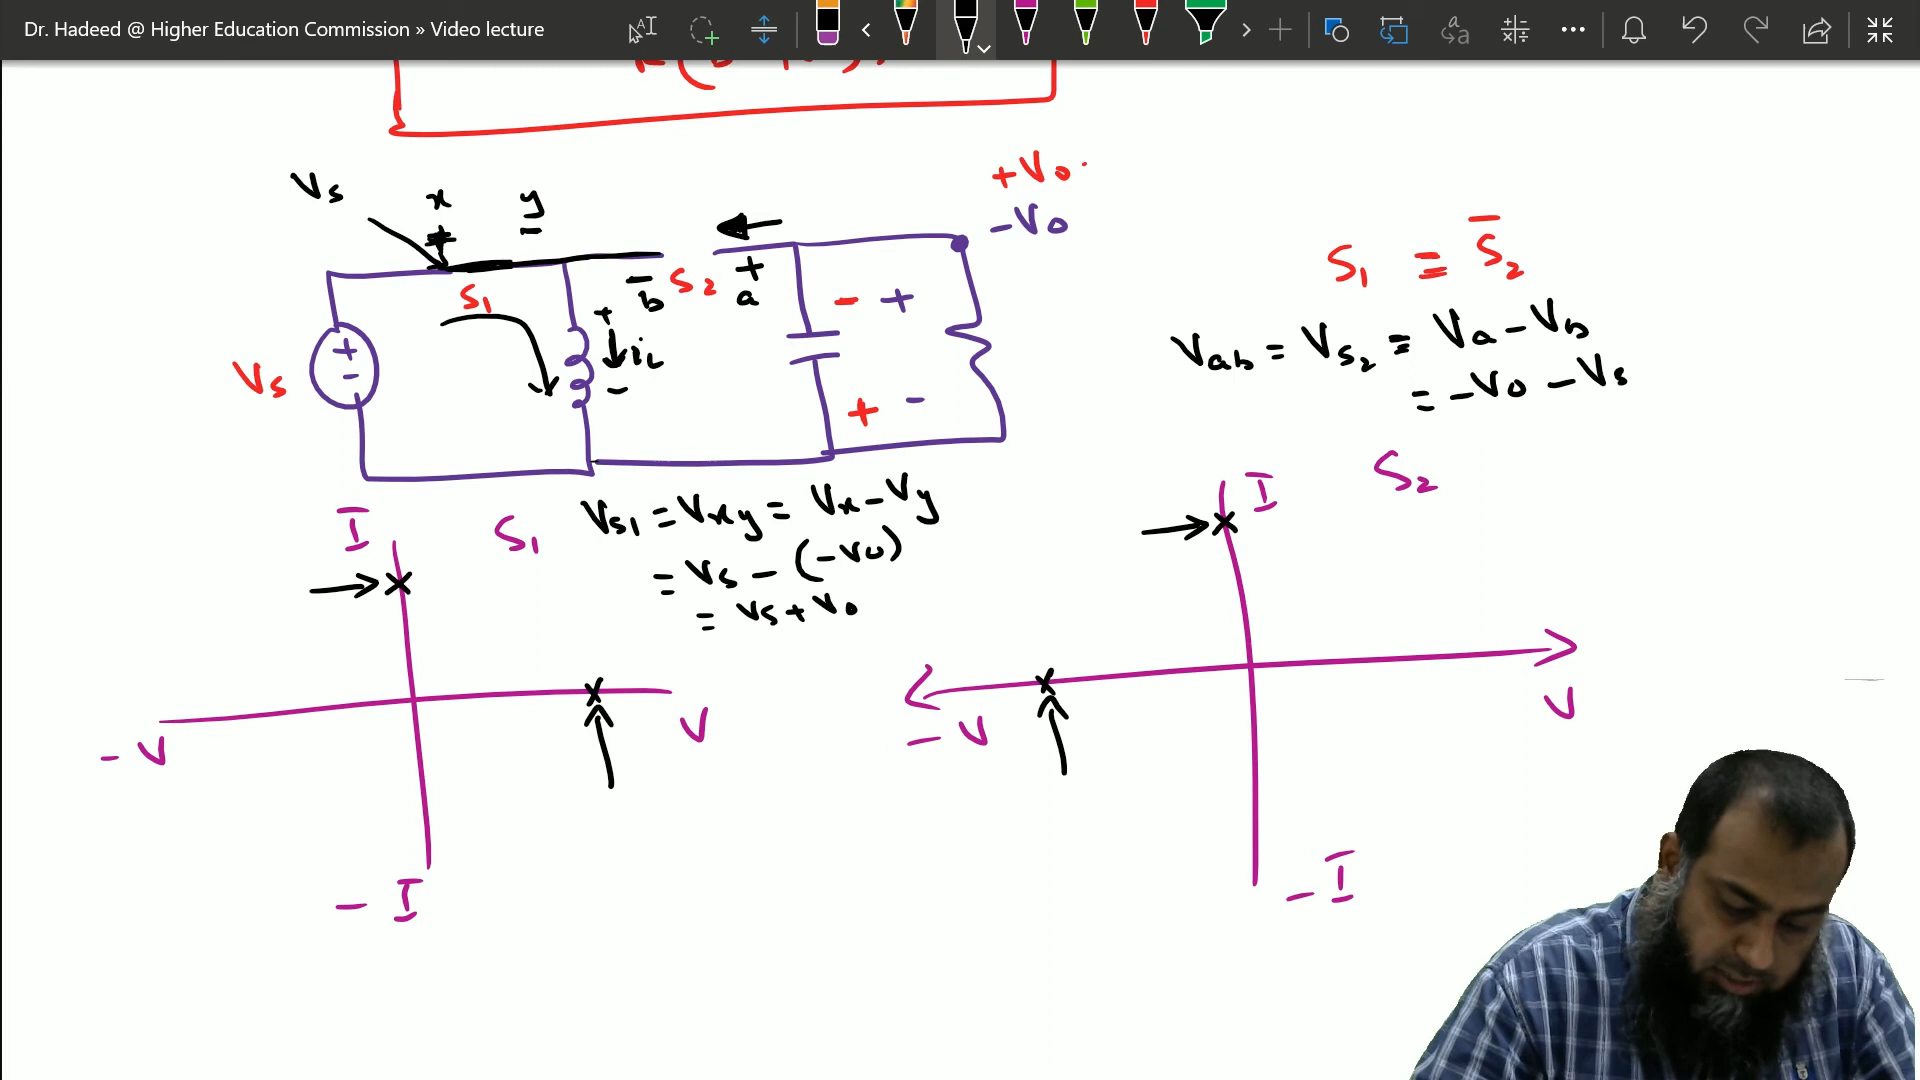 Dr. Hadeed @ Higher Education Commission » Video lecture
Vs
x
y
+Vo
-Vo
+
-
S1
- b
S2
+ a
- +
+ -
+
iL
-
Vs
+
-
S1 = S̅2
Vab = Vs2 = Va - Vb
= -Vo - Vs
I
S1
Vs1 = Vxy = Vx - Vy
= Vs - (-Vo)
= Vs + Vo
-V
V
-I
I
S2
-V
V
-I